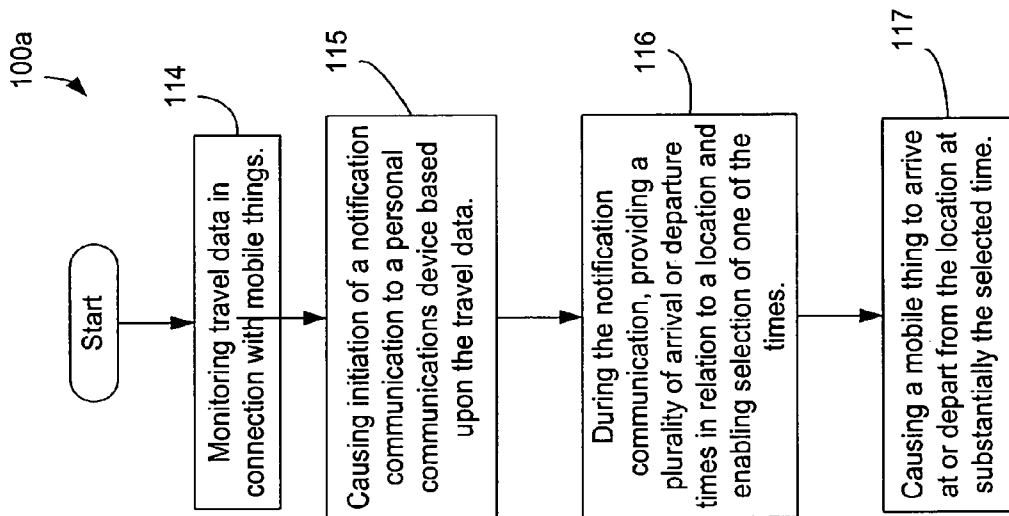 100a
Start
114
Monitoring travel data in
connection with mobile things.
115
Causing initiation of a notification
communication to a personal
communications device based
upon the travel data.
116
During the notification
communication, providing a
plurality of arrival or departure
times in relation to a location and
enabling selection of one of the
times.
117
Causing a mobile thing to arrive
at or depart from the location at
substantially the selected time.